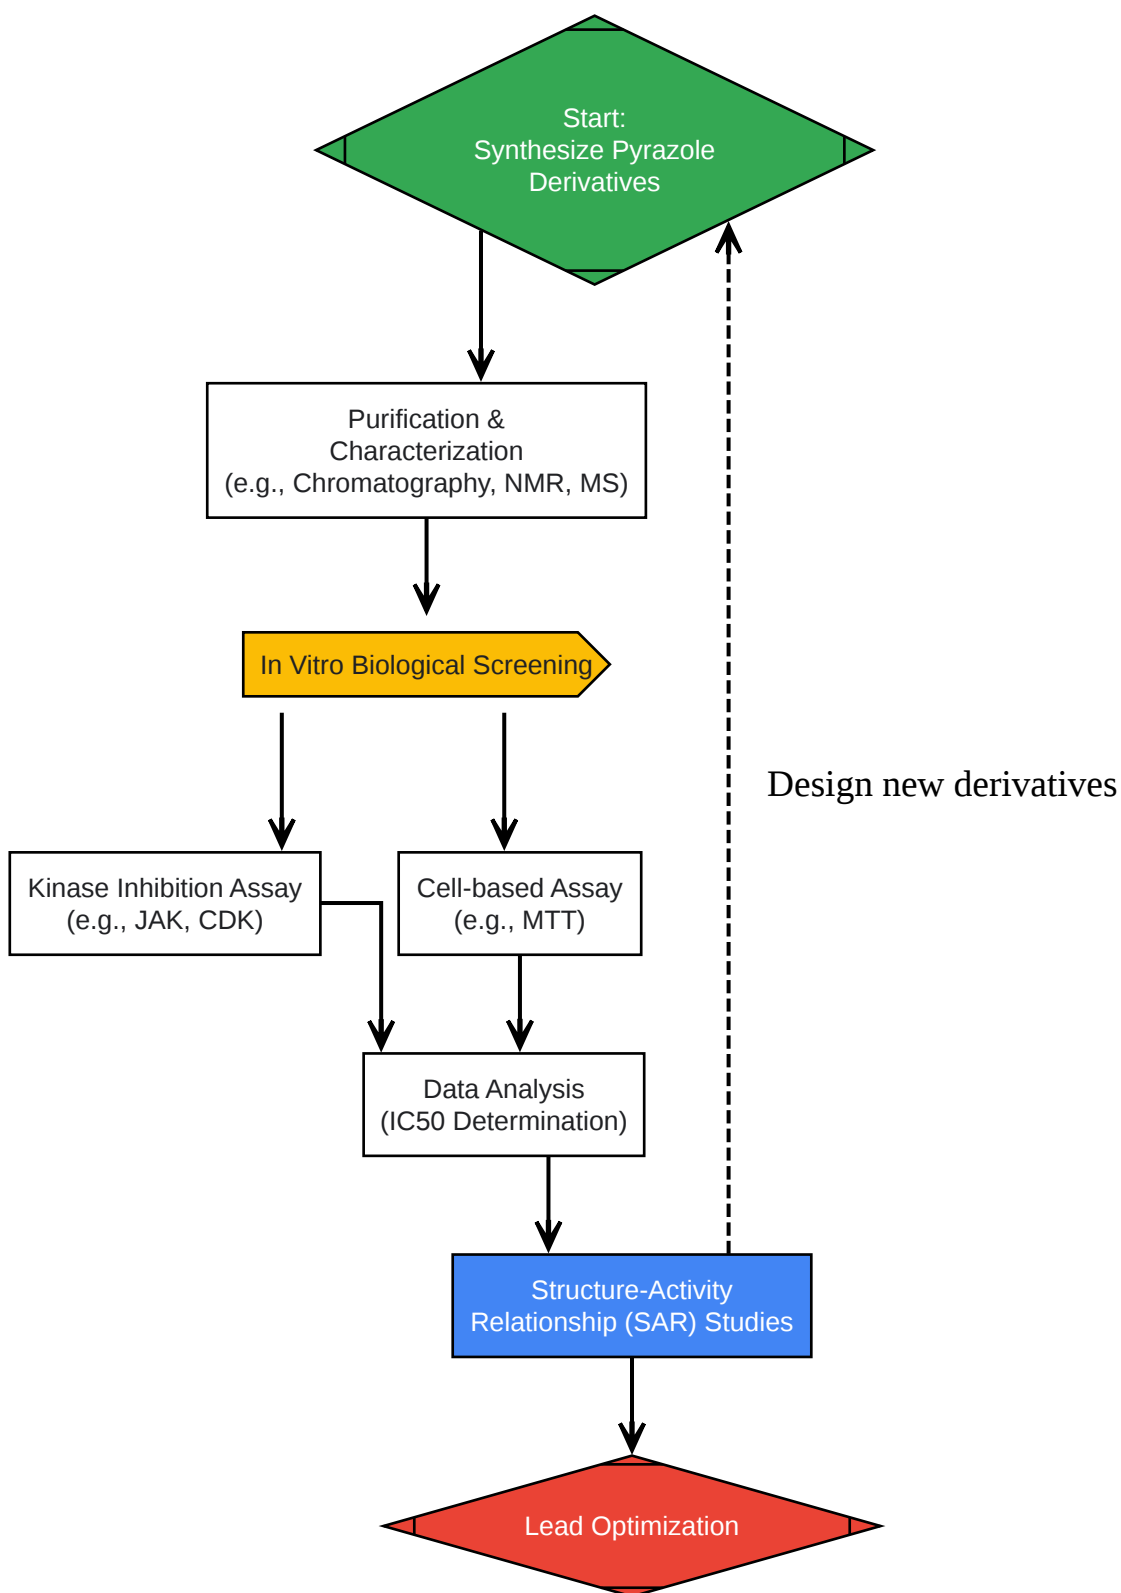 Start:
Synthesize Pyrazole
Derivatives
Purification &
Characterization
(e.g., Chromatography, NMR, MS)
In Vitro Biological Screening
Design new derivatives
Kinase Inhibition Assay
(e.g., JAK, CDK)
Cell-based Assay
(e.g., MTT)
Data Analysis
(IC50 Determination)
Structure-Activity
Relationship (SAR) Studies
Lead Optimization